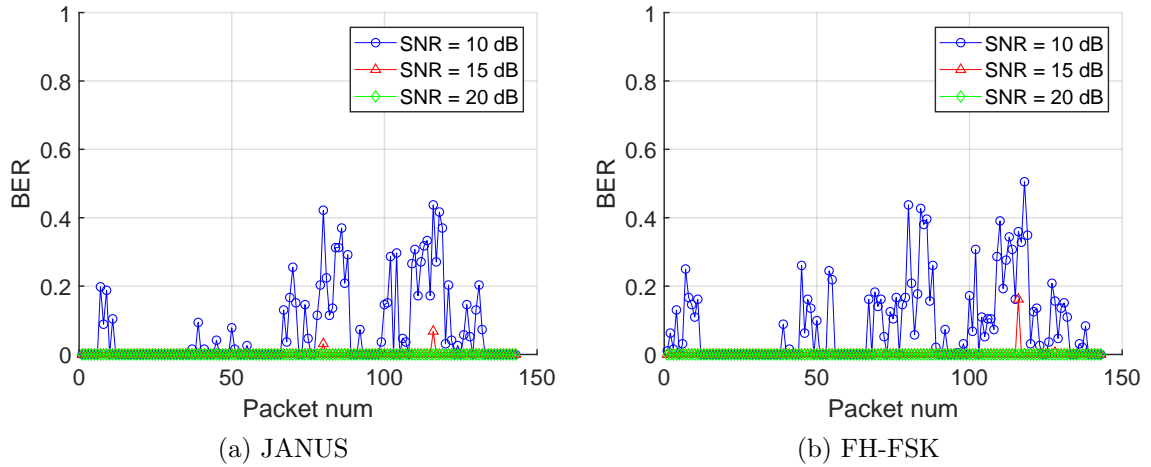 1
0.8
0.6
0.4
0.2
0
BER
0 50 100 150
Packet num
SNR = 10 dB
SNR = 15 dB
SNR = 20 dB
(a) JANUS
1
0.8
0.6
0.4
0.2
0
BER
0 50 100 150
Packet num
SNR = 10 dB
SNR = 15 dB
SNR = 20 dB
(b) FH-FSK